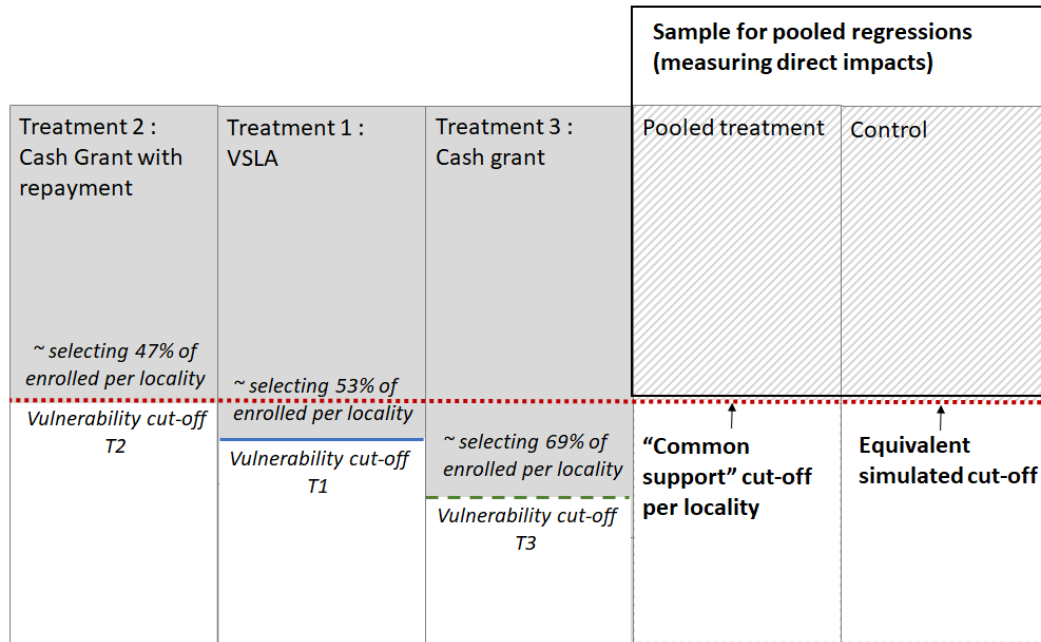 Sample for pooled regressions
(measuring direct impacts)
Treatment 2 :
Cash Grant with
repayment
Treatment 1 :
VSLA
Treatment 3 :
Cash grant
Pooled treatment
Control
~ selecting 47% of
enrolled per locality
~ selecting 53% of
enrolled per locality
~ selecting 69% of
enrolled per locality
Vulnerability cut-off
T2
Vulnerability cut-off
T1
Vulnerability cut-off
T3
“Common
support” cut-off
per locality
Equivalent
simulated cut-off